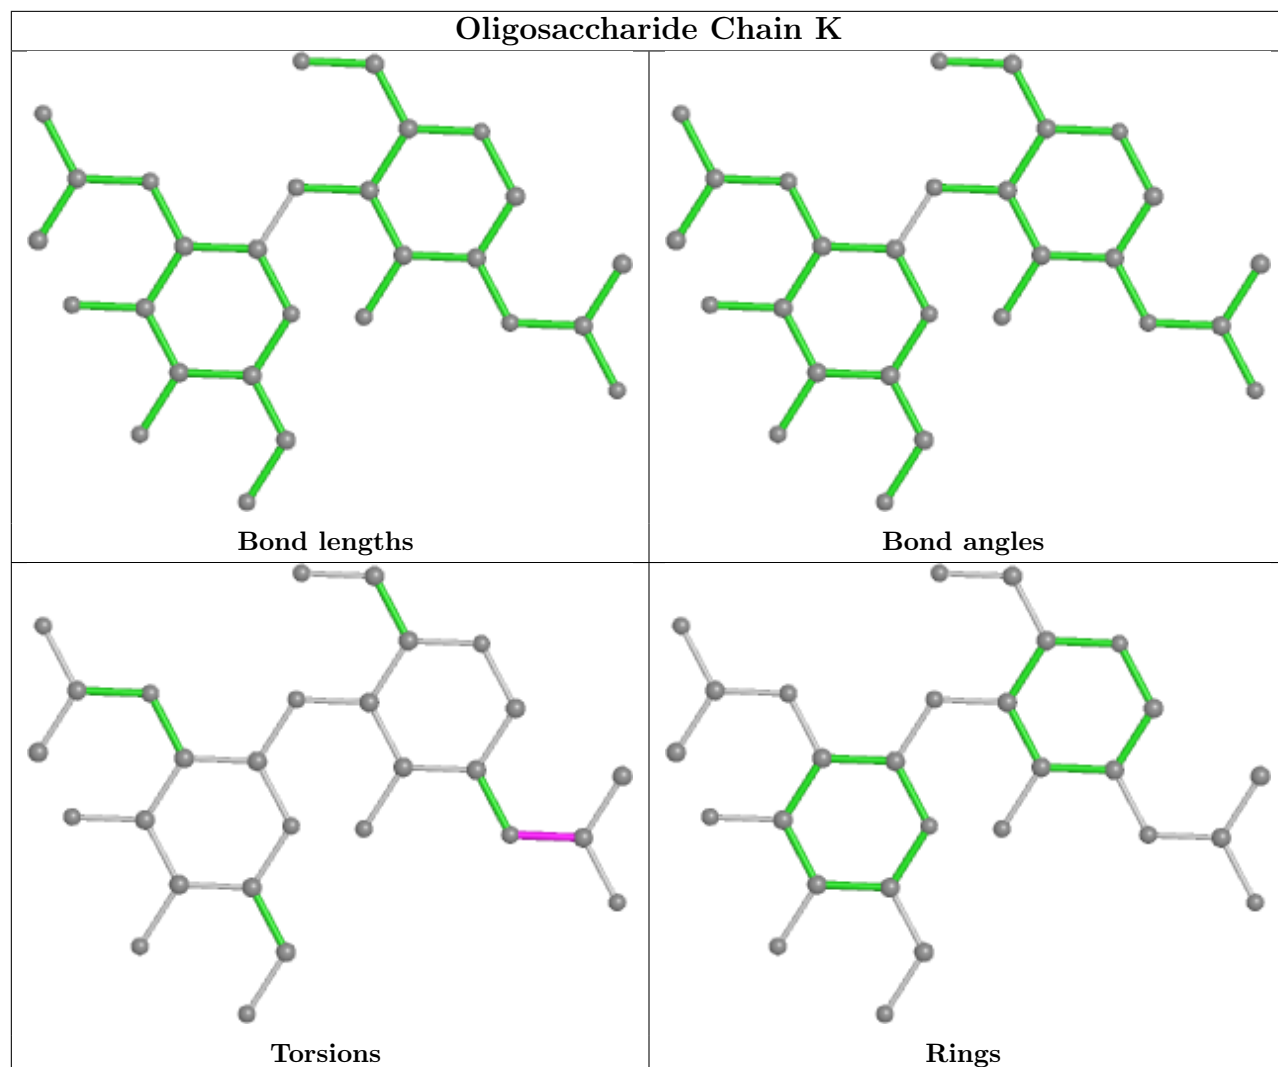 Oligosaccharide Chain K
Bond lengths
Bond angles
Torsions
Rings